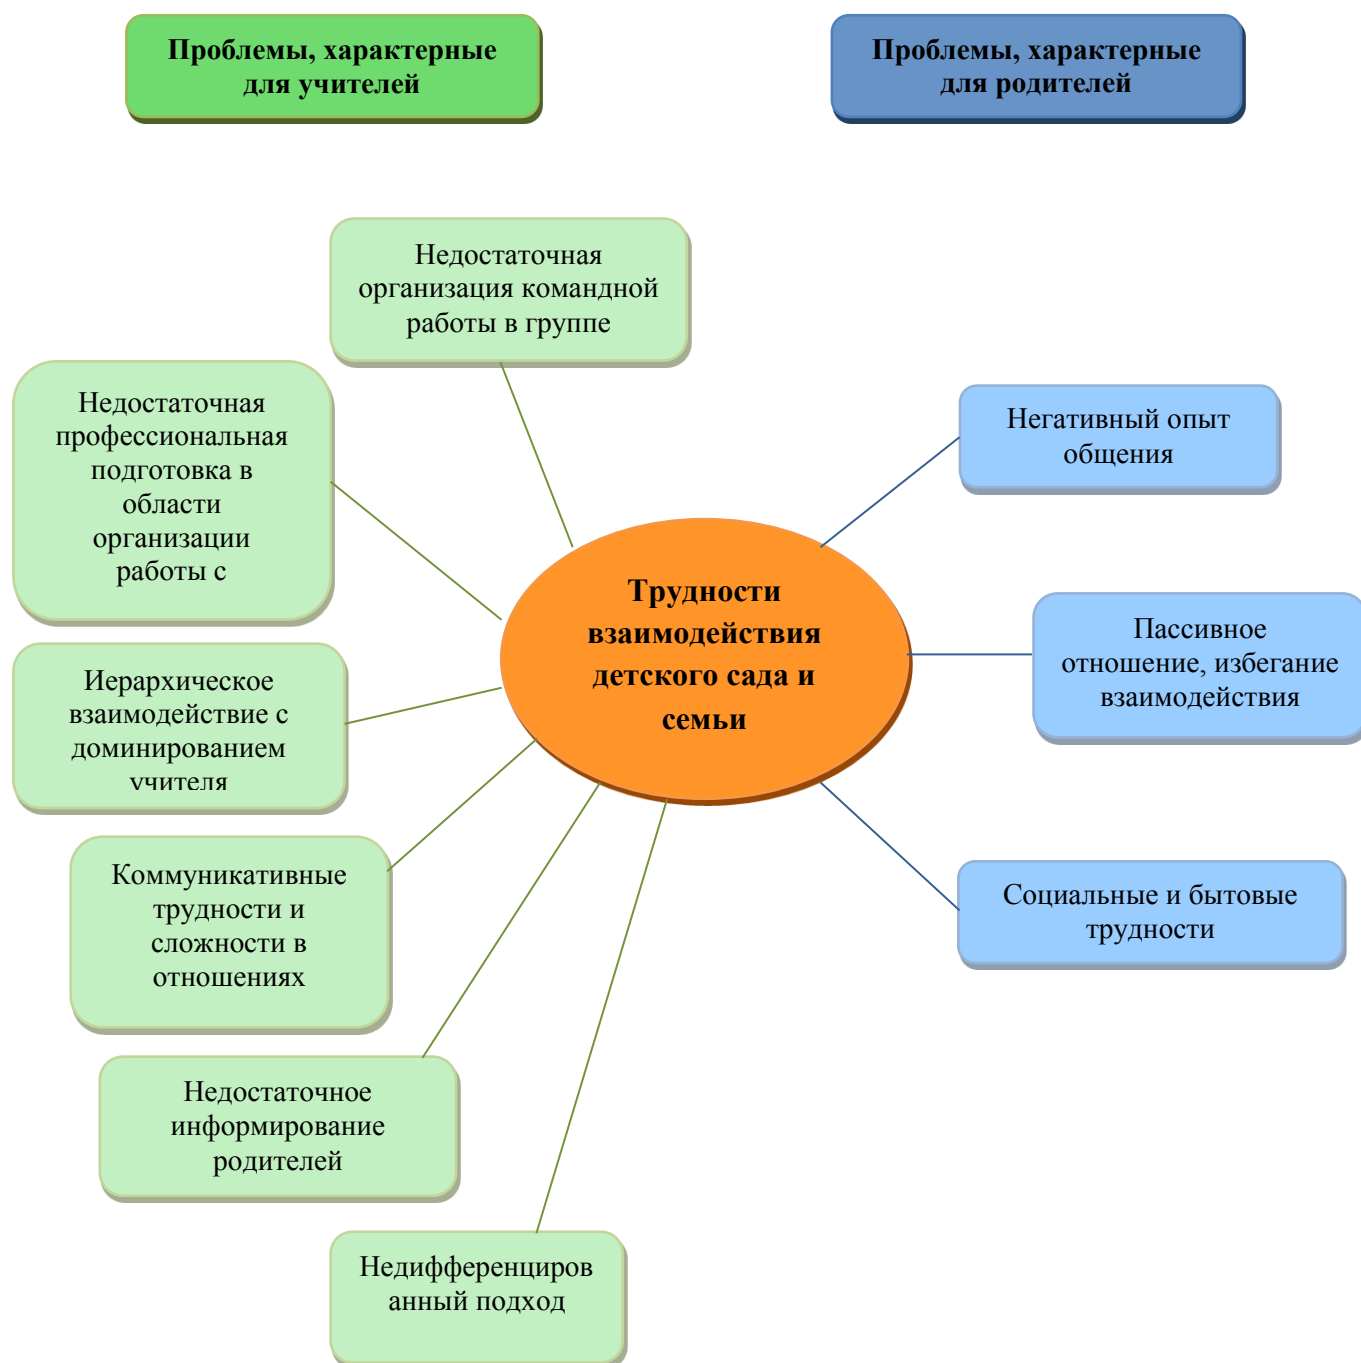 Проблемы, характерные
для учителей
Проблемы, характерные
для родителей
Недостаточная
организация командной
работы в группе
Недостаточная
профессиональная
подготовка в
области
организации
работы с
Иерархическое
взаимодействие с
доминированием
учителя
Коммуникативные
трудности и
сложности в
отношениях
Недостаточное
информирование
родителей
Недифференциров
анный подход
Трудности
взаимодействия
детского сада и
семьи
Негативный опыт
общения
Пассивное
отношение, избегание
взаимодействия
Социальные и бытовые
трудности